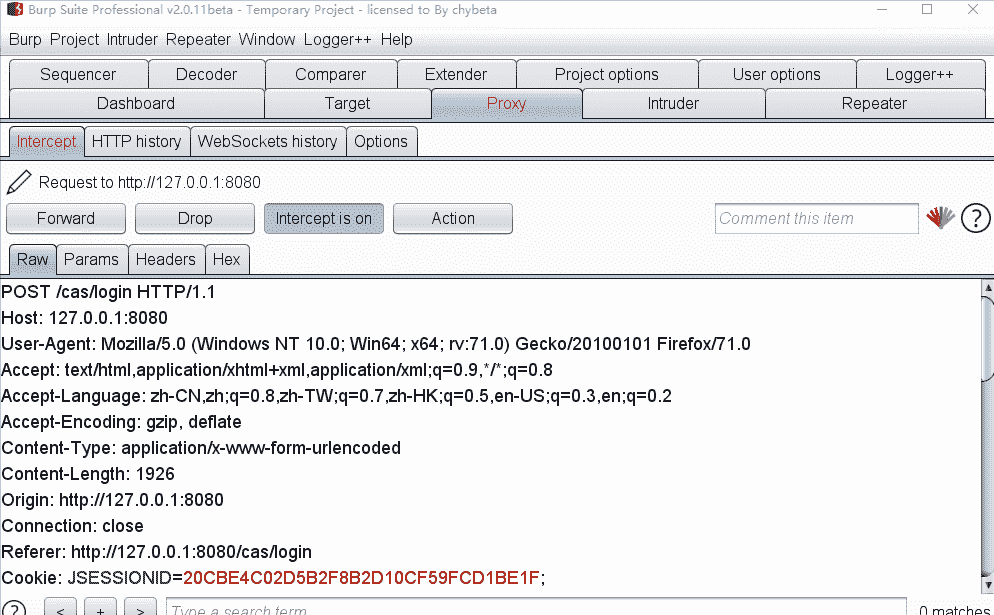 Burp Suite Professional v2.0.11beta - Temporary Project - licensed to By chybeta
Burp Project Intruder Repeater Window Logger++ Help
Sequencer Decoder Comparer Extender Project options User options Logger++
Dashboard Target Proxy Intruder Repeater
Intercept HTTP history WebSockets history Options
Request to http://127.0.0.1:8080
Forward Drop Intercept is on Action Comment this item ?
Raw Params Headers Hex
POST /cas/login HTTP/1.1
Host: 127.0.0.1:8080
User-Agent: Mozilla/5.0 (Windows NT 10.0; Win64; x64; rv:71.0) Gecko/20100101 Firefox/71.0
Accept: text/html,application/xhtml+xml,application/xml;q=0.9,*/*;q=0.8
Accept-Language: zh-CN,zh;q=0.8,zh-TW;q=0.7,zh-HK;q=0.5,en-US;q=0.3,en;q=0.2
Accept-Encoding: gzip, deflate
Content-Type: application/x-www-form-urlencoded
Content-Length: 1926
Origin: http://127.0.0.1:8080
Connection: close
Referer: http://127.0.0.1:8080/cas/login
Cookie: JSESSIONID=20CBE4C02D5B2F8B2D10CF59FCD1BE1F;
? < + > Type a search term 0 matches